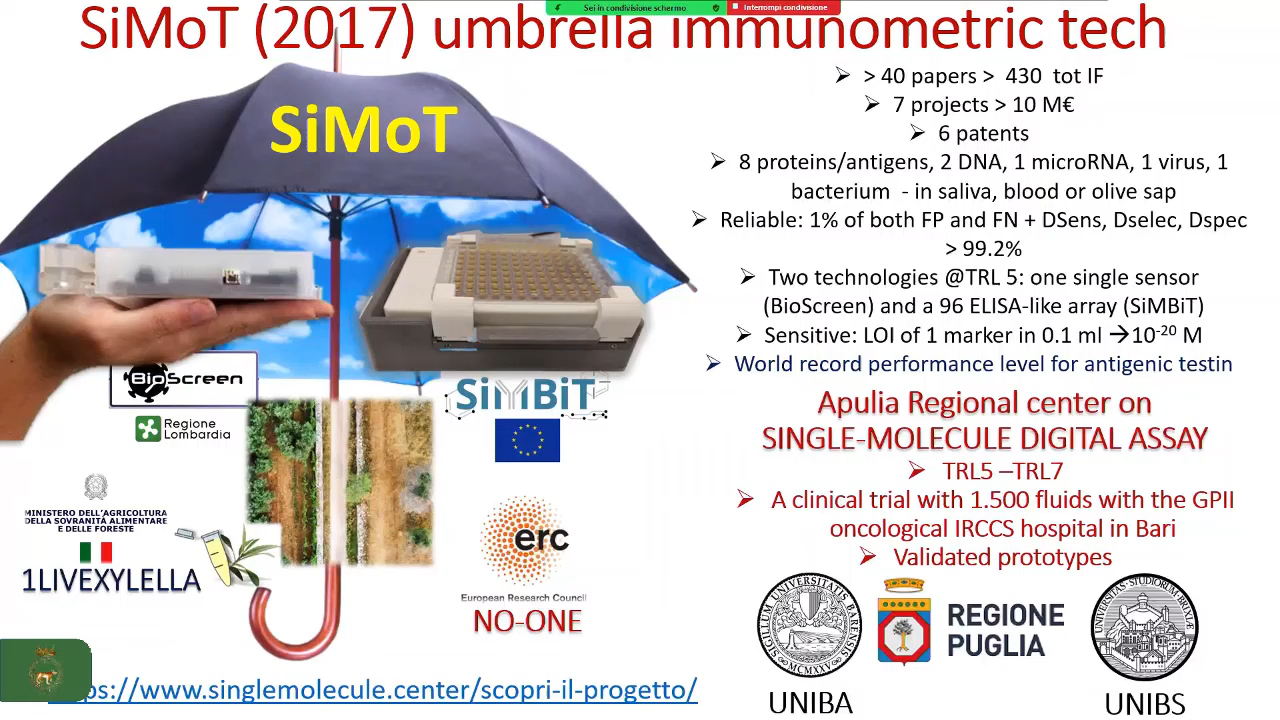 Sei in condivisione schermo
Interrompi condivisione
SiMoT (2017) umbrella immunometric tech
SiMoT
➢ > 40 papers > 430 tot IF
➢ 7 projects > 10 M€
➢ 6 patents
➢ 8 proteins/antigens, 2 DNA, 1 microRNA, 1 virus, 1
bacterium - in saliva, blood or olive sap
➢ Reliable: 1% of both FP and FN + DSens, Dselec, Dspec
> 99.2%
➢ Two technologies @TRL 5: one single sensor
(BioScreen) and a 96 ELISA-like array (SiMBiT)
➢ Sensitive: LOI of 1 marker in 0.1 ml →10⁻²⁰ M
➢ World record performance level for antigenic testin
BioScreen
Regione
Lombardia
SiMBiT
MINISTERO DELL'AGRICOLTURA
DELLA SOVRANITÀ ALIMENTARE
E DELLE FORESTE
1LIVEXYLELLA
erc
European Research Council
NO-ONE
Apulia Regional center on
SINGLE-MOLECULE DIGITAL ASSAY
➢ TRL5 –TRL7
➢ A clinical trial with 1.500 fluids with the GPII
oncological IRCCS hospital in Bari
➢ Validated prototypes
SIGILLUM UNIVERSITATIS BARENSIS
MCMXXV
REGIONE
PUGLIA
UNIBA
UNIBS
ps://www.singlemolecule.center/scopri-il-progetto/